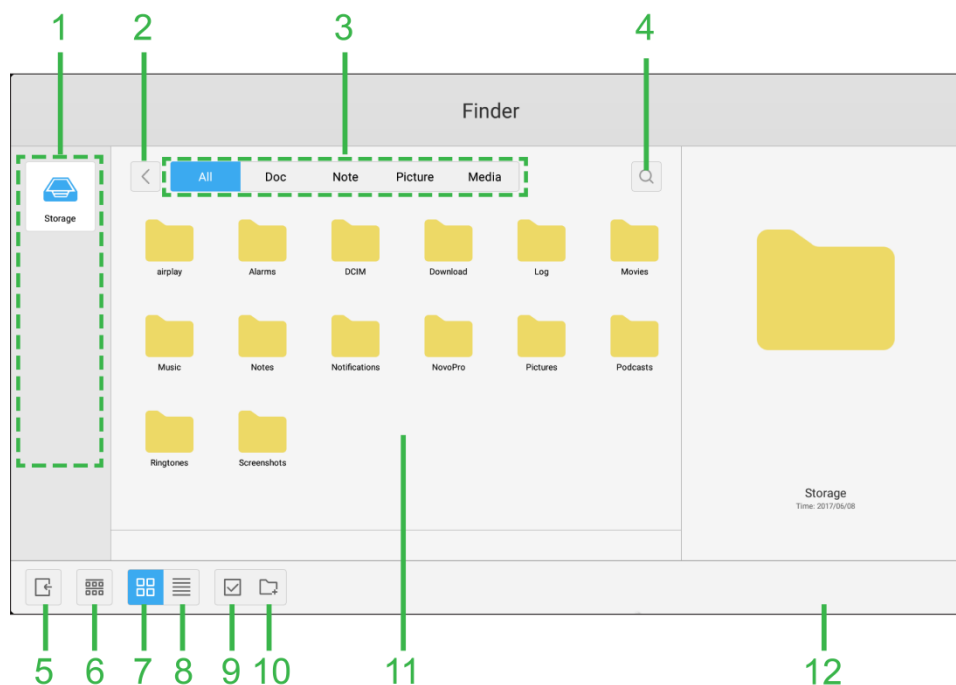 1 2 3 4
Finder
All Doc Note Picture Media
Storage
airplay Alarms DCIM Download Log Movies
Music Notes Notifications NovoPro Pictures Podcasts
Ringtones Screenshots
Storage
Time: 2017/06/08
5 6 7 8 9 10 11 12